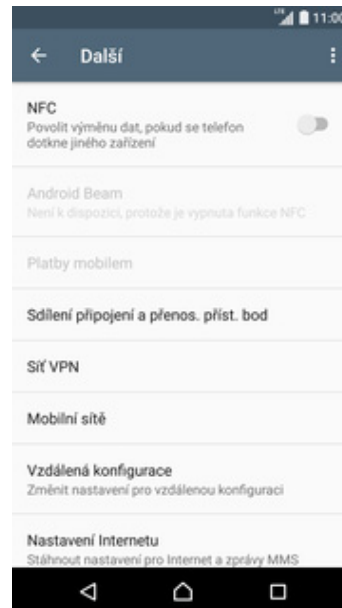 LTE 11:00
Další
NFC
Povolit výměnu dat, pokud se telefon
dotkne jiného zařízení
Android Beam
Není k dispozici, protože je vypnuta funkce NFC
Platby mobilem
Sdílení připojení a přenos. příst. bod
Síť VPN
Mobilní sítě
Vzdálená konfigurace
Změnit nastavení pro vzdálenou konfiguraci
Nastavení Internetu
Stáhnout nastavení pro Internet a zprávy MMS